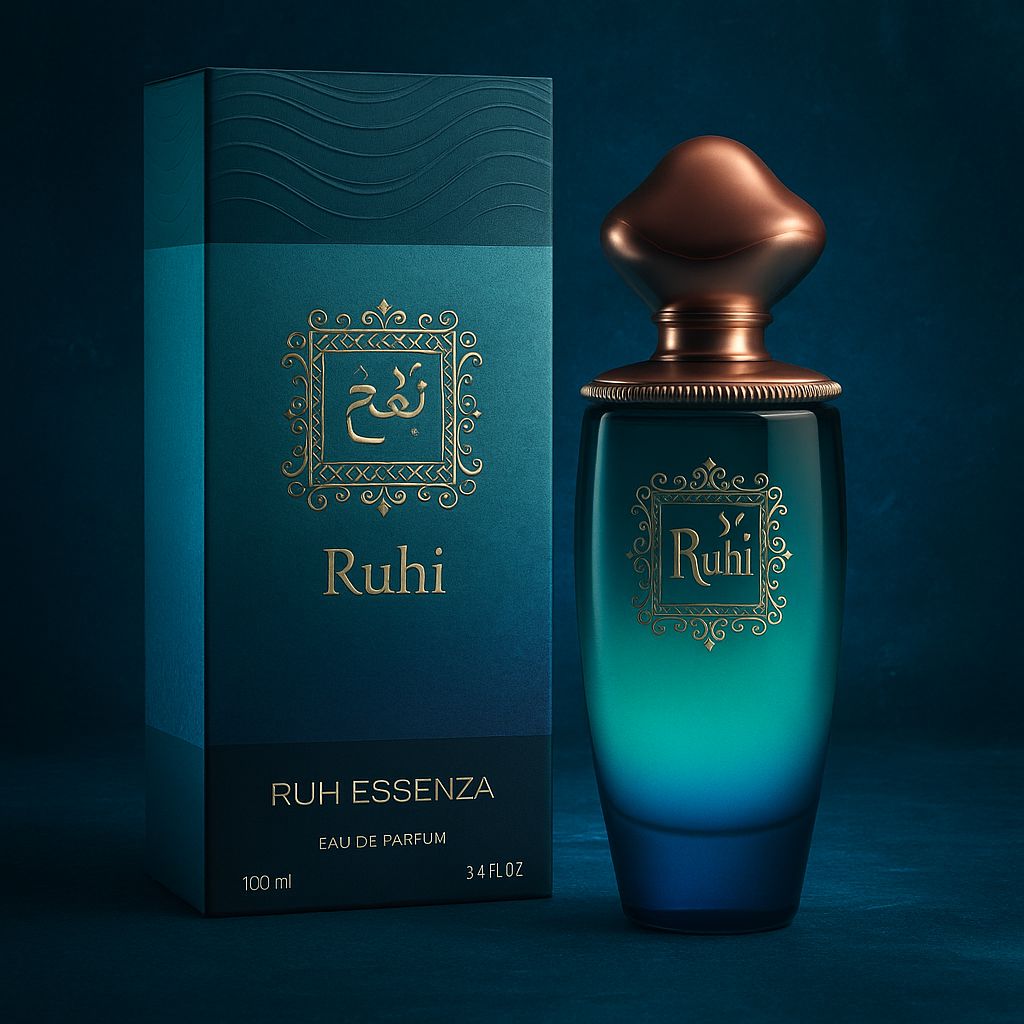 Ruhi
RUH ESSENZA
EAU DE PARFUM
100 ml
3 4 FL OZ
Ruhi